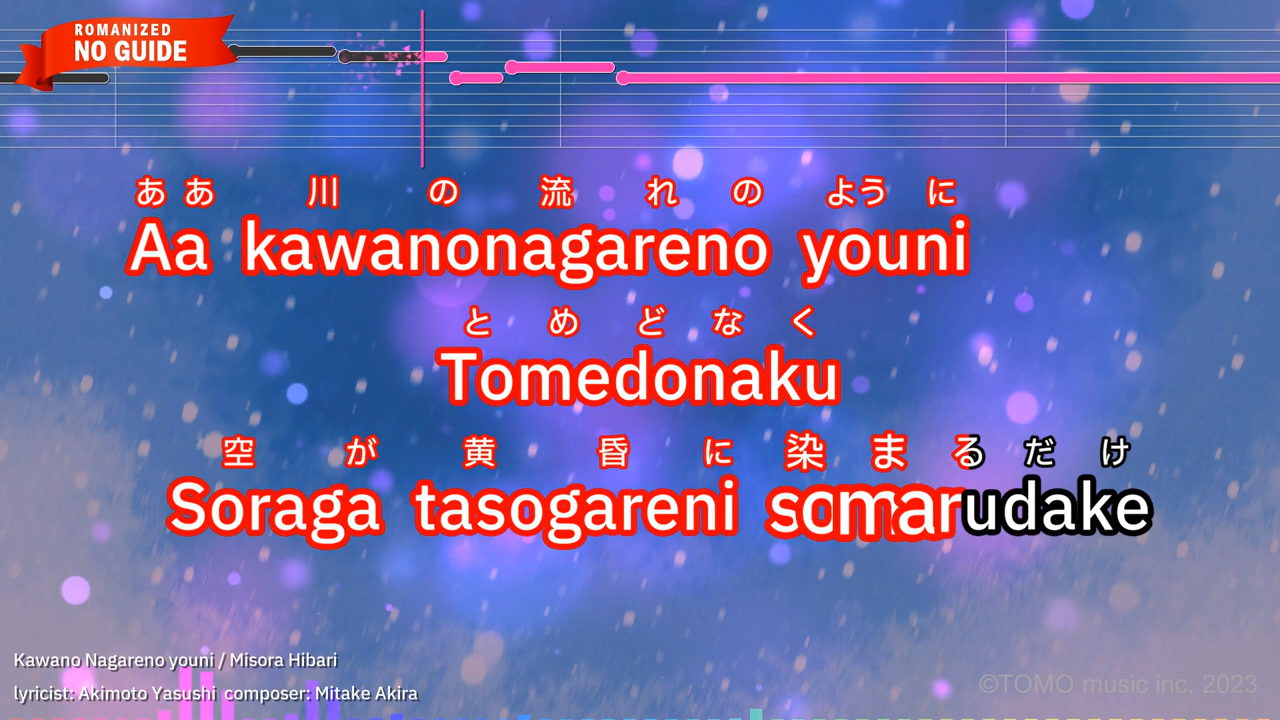 ROMANIZED
NO GUIDE
ああ川の流れのように
Aa kawanonagareno youni
とめどなく
Tomedonaku
空が黄昏に染まるだけ
Soraga tasogareni somarudake
Kawano Nagareno youni / Misora Hibari
lyricist: Akimoto Yasushi composer: Mitake Akira
©TOMO music inc. 2023